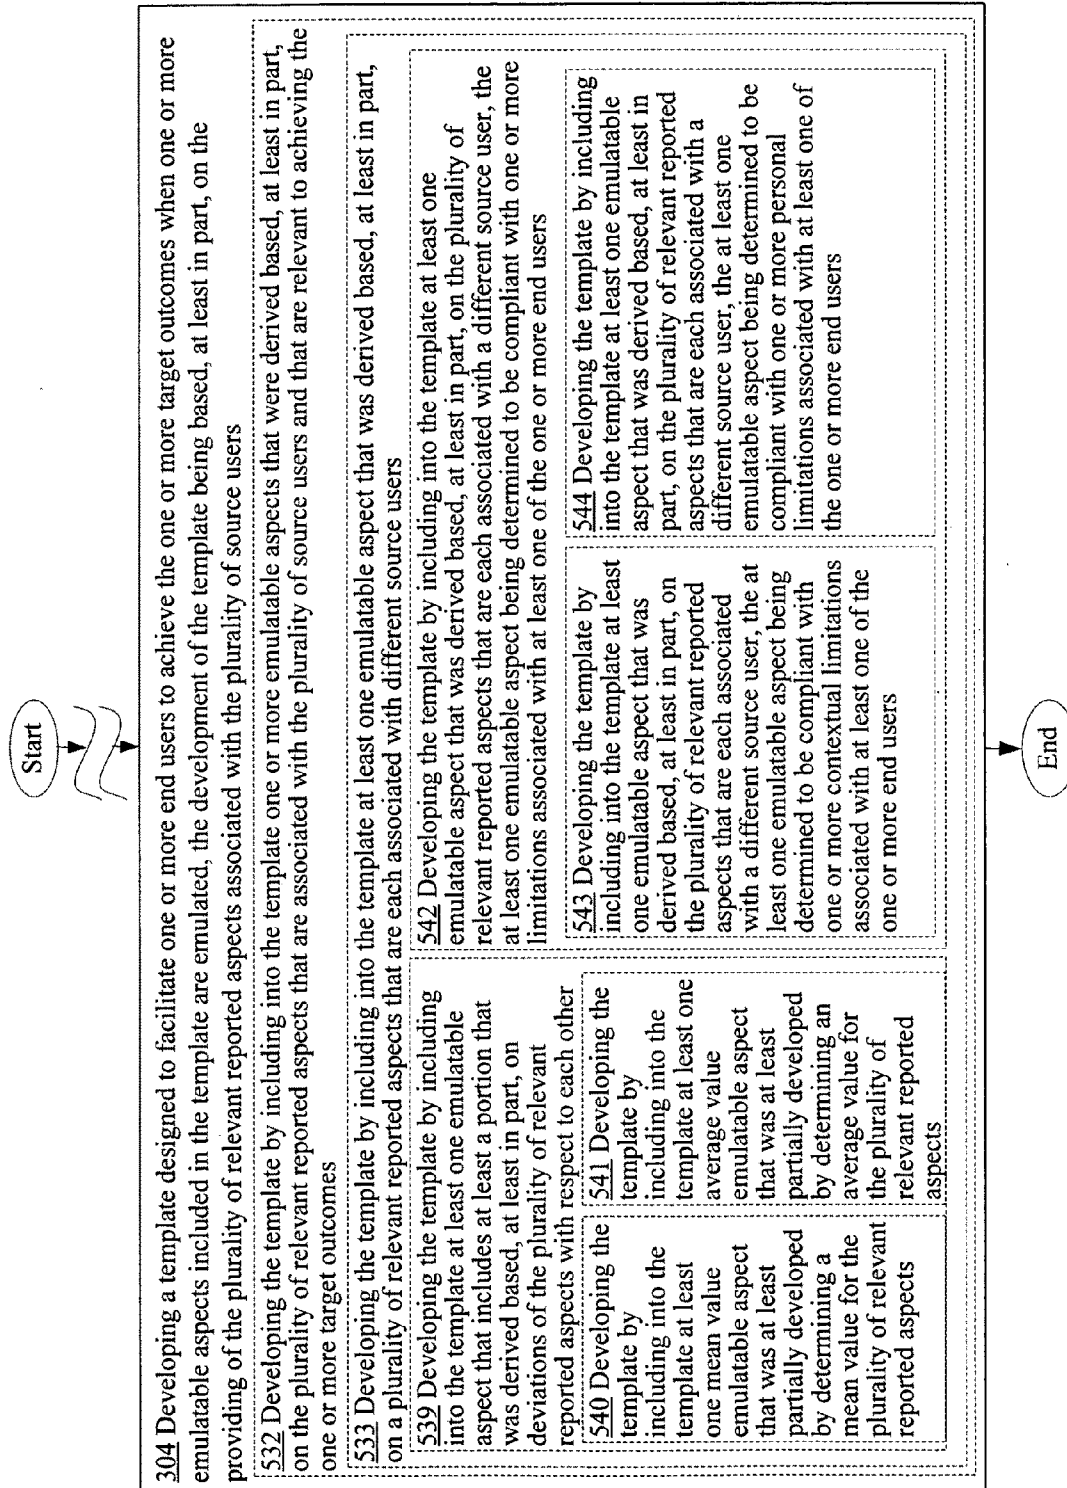 Start
304 Developing a template designed to facilitate one or more end users to achieve the one or more target outcomes when one or more
emulatable aspects included in the template are emulated, the development of the template being based, at least in part, on the
providing of the plurality of relevant reported aspects associated with the plurality of source users
532 Developing the template by including into the template one or more emulatable aspects that were derived based, at least in part,
on the plurality of relevant reported aspects that are associated with the plurality of source users and that are relevant to achieving the
one or more target outcomes
533 Developing the template by including into the template at least one emulatable aspect that was derived based, at least in part,
on a plurality of relevant reported aspects that are each associated with different source users
539 Developing the template by including
into the template at least one emulatable
aspect that includes at least a portion that
was derived based, at least in part, on
deviations of the plurality of relevant
reported aspects with respect to each other
540 Developing the
template by
including into the
template at least
one mean value
emulatable aspect
that was at least
partially developed
by determining a
mean value for the
plurality of relevant
reported aspects
541 Developing the
template by
including into the
template at least one
average value
emulatable aspect
that was at least
partially developed
by determining an
average value for
the plurality of
relevant reported
aspects
542 Developing the template by including into the template at least one
emulatable aspect that was derived based, at least in part, on the plurality of
relevant reported aspects that are each associated with a different source user, the
at least one emulatable aspect being determined to be compliant with one or more
limitations associated with at least one of the one or more end users
543 Developing the template by
including into the template at least
one emulatable aspect that was
derived based, at least in part, on
the plurality of relevant reported
aspects that are each associated
with a different source user, the at
least one emulatable aspect being
determined to be compliant with
one or more contextual limitations
associated with at least one of the
one or more end users
544 Developing the template by including
into the template at least one emulatable
aspect that was derived based, at least in
part, on the plurality of relevant reported
aspects that are each associated with a
different source user, the at least one
emulatable aspect being determined to be
compliant with one or more personal
limitations associated with at least one of
the one or more end users
End